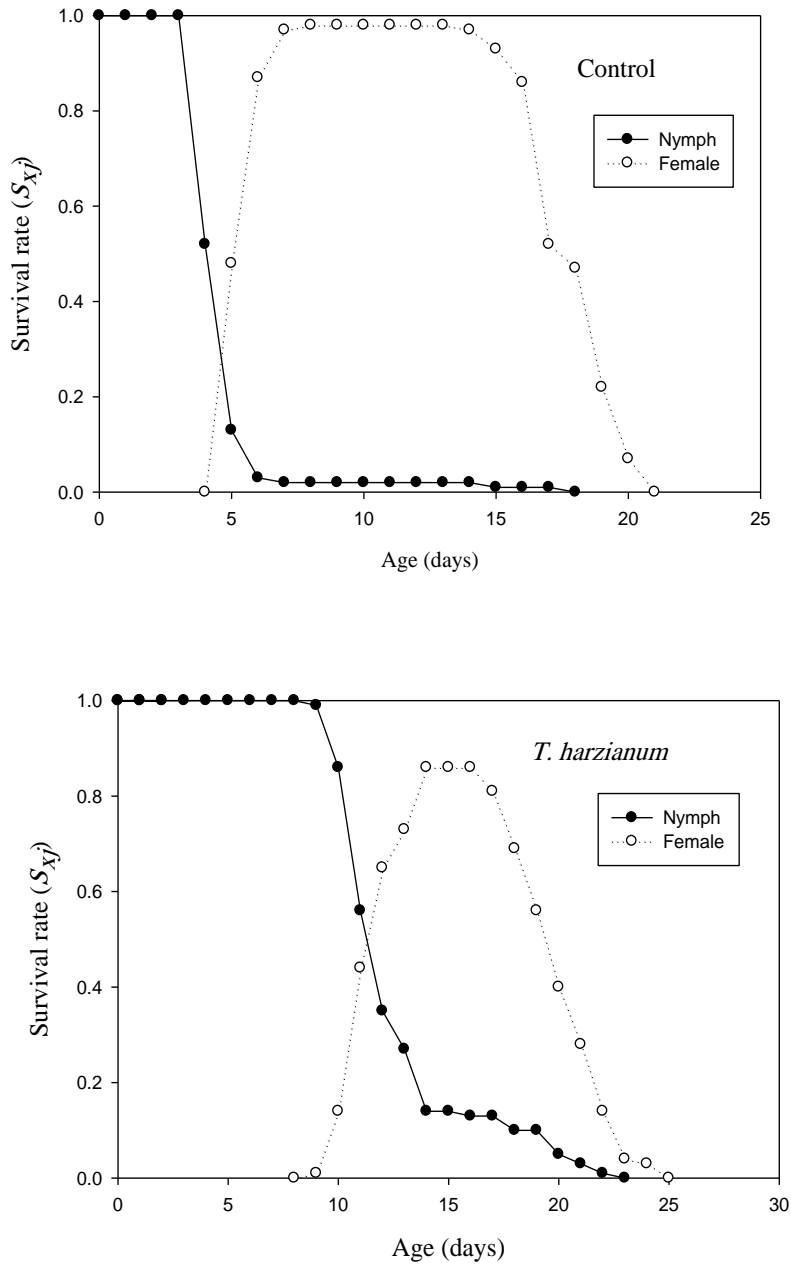 1.0
0.8
0.6
0.4
0.2
0.0
Survival rate (Sxj)
Control
Nymph
Female
0 5 10 15 20 25
Age (days)
1.0
0.8
0.6
0.4
0.2
0.0
Survival rate (Sxj)
T. harzianum
Nymph
Female
0 5 10 15 20 25 30
Age (days)